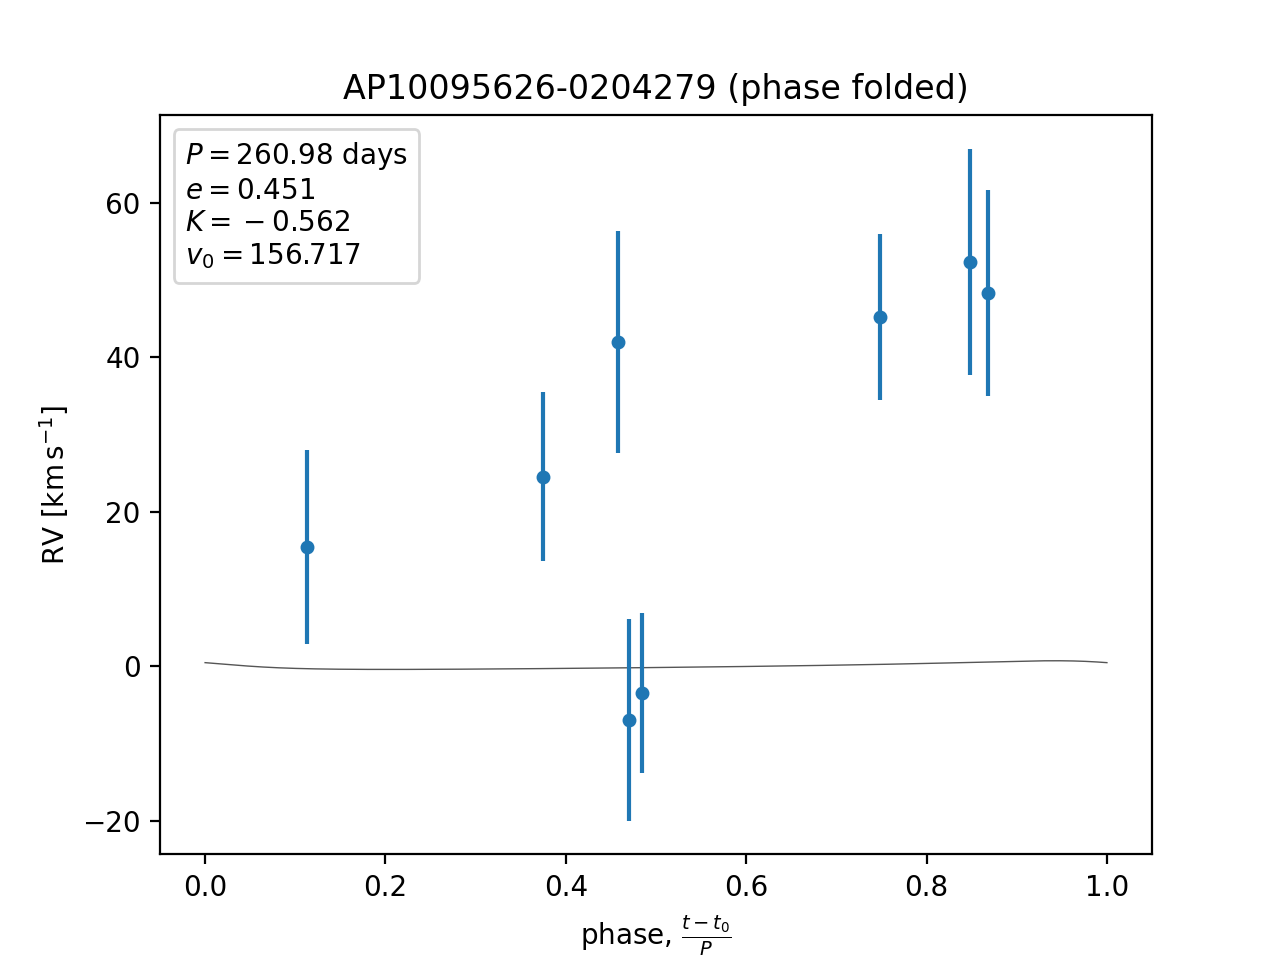 AP10095626-0204279 (phase folded)
P = 260.98 days
e = 0.451
K = −0.562
v₀ = 156.717
60
40
20
0
−20
RV [km s⁻¹]
0.0 0.2 0.4 0.6 0.8 1.0
phase, (t − t₀)/P